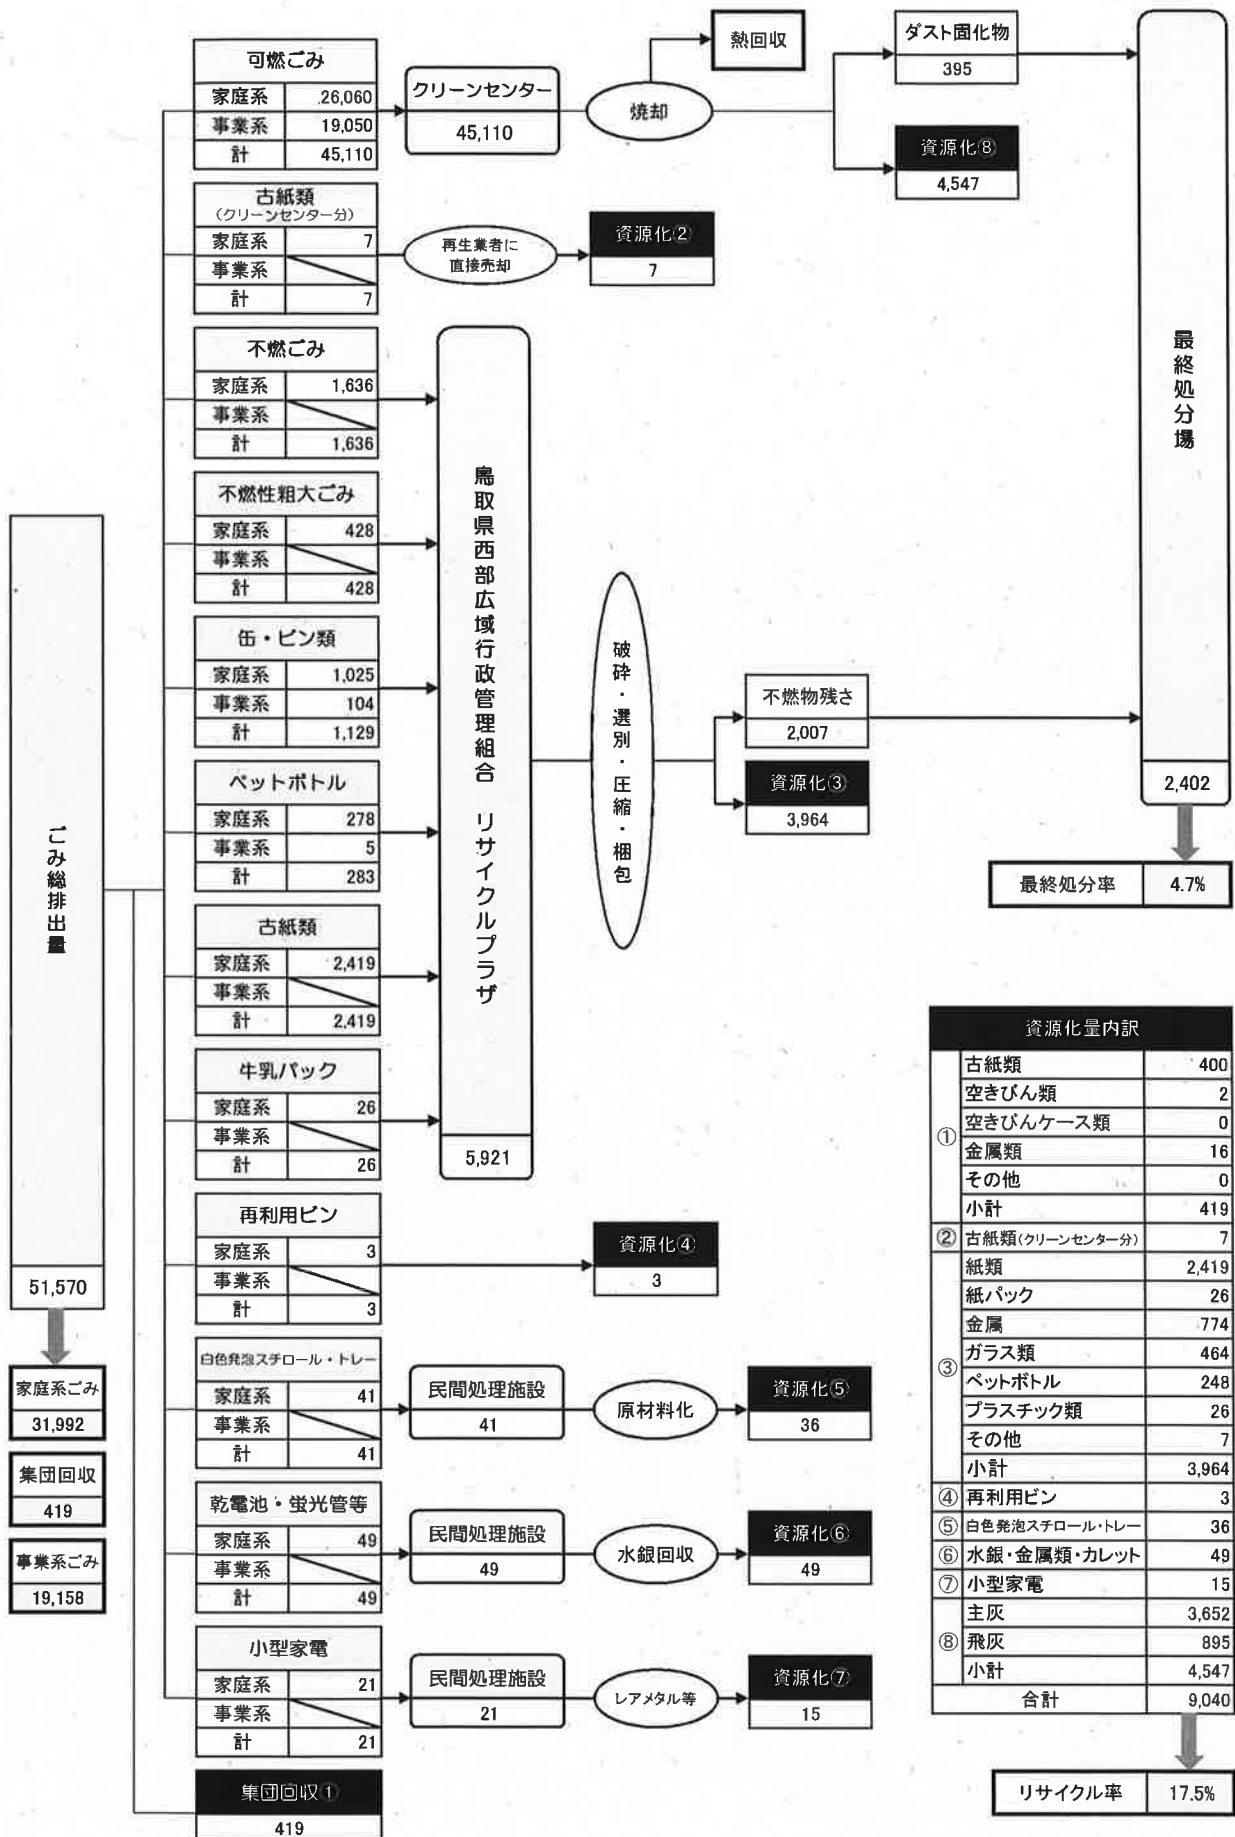 可燃ごみ
家庭系 26,060
事業系 19,050
計 45,110
クリーンセンター
45,110
焼却
熱回収
ダスト固化物
395
資源化⑧
4,547
古紙類
(クリーンセンター分)
家庭系 7
事業系
計 7
再生業者に
直接売却
資源化②
7
不燃ごみ
家庭系 1,636
事業系
計 1,636
不燃性粗大ごみ
家庭系 428
事業系
計 428
缶・ビン類
家庭系 1,025
事業系 104
計 1,129
ペットボトル
家庭系 278
事業系 5
計 283
古紙類
家庭系 2,419
事業系
計 2,419
牛乳パック
家庭系 26
事業系
計 26
鳥取県西部広域行政管理組合 リサイクルプラザ
5,921
破砕・選別・圧縮・梱包
不燃物残さ
2,007
資源化③
3,964
最終処分場
2,402
最終処分率 4.7%
ごみ総排出量
51,570
家庭系ごみ
31,992
集団回収
419
事業系ごみ
19,158
再利用ビン
家庭系 3
事業系
計 3
資源化④
3
白色発泡スチロール・トレー
家庭系 41
事業系
計 41
民間処理施設
41
原材料化
資源化⑤
36
乾電池・蛍光管等
家庭系 49
事業系
計 49
民間処理施設
49
水銀回収
資源化⑥
49
小型家電
家庭系 21
事業系
計 21
民間処理施設
21
レアメタル等
資源化⑦
15
集団回収①
419
資源化量内訳
①
古紙類 400
空きびん類 2
空きびんケース類 0
金属類 16
その他 0
小計 419
② 古紙類(クリーンセンター分) 7
③
紙類 2,419
紙パック 26
金属 774
ガラス類 464
ペットボトル 248
プラスチック類 26
その他 7
小計 3,964
④ 再利用ビン 3
⑤ 白色発泡スチロール・トレー 36
⑥ 水銀・金属類・カレット 49
⑦ 小型家電 15
⑧
主灰 3,652
飛灰 895
小計 4,547
合計 9,040
リサイクル率 17.5%